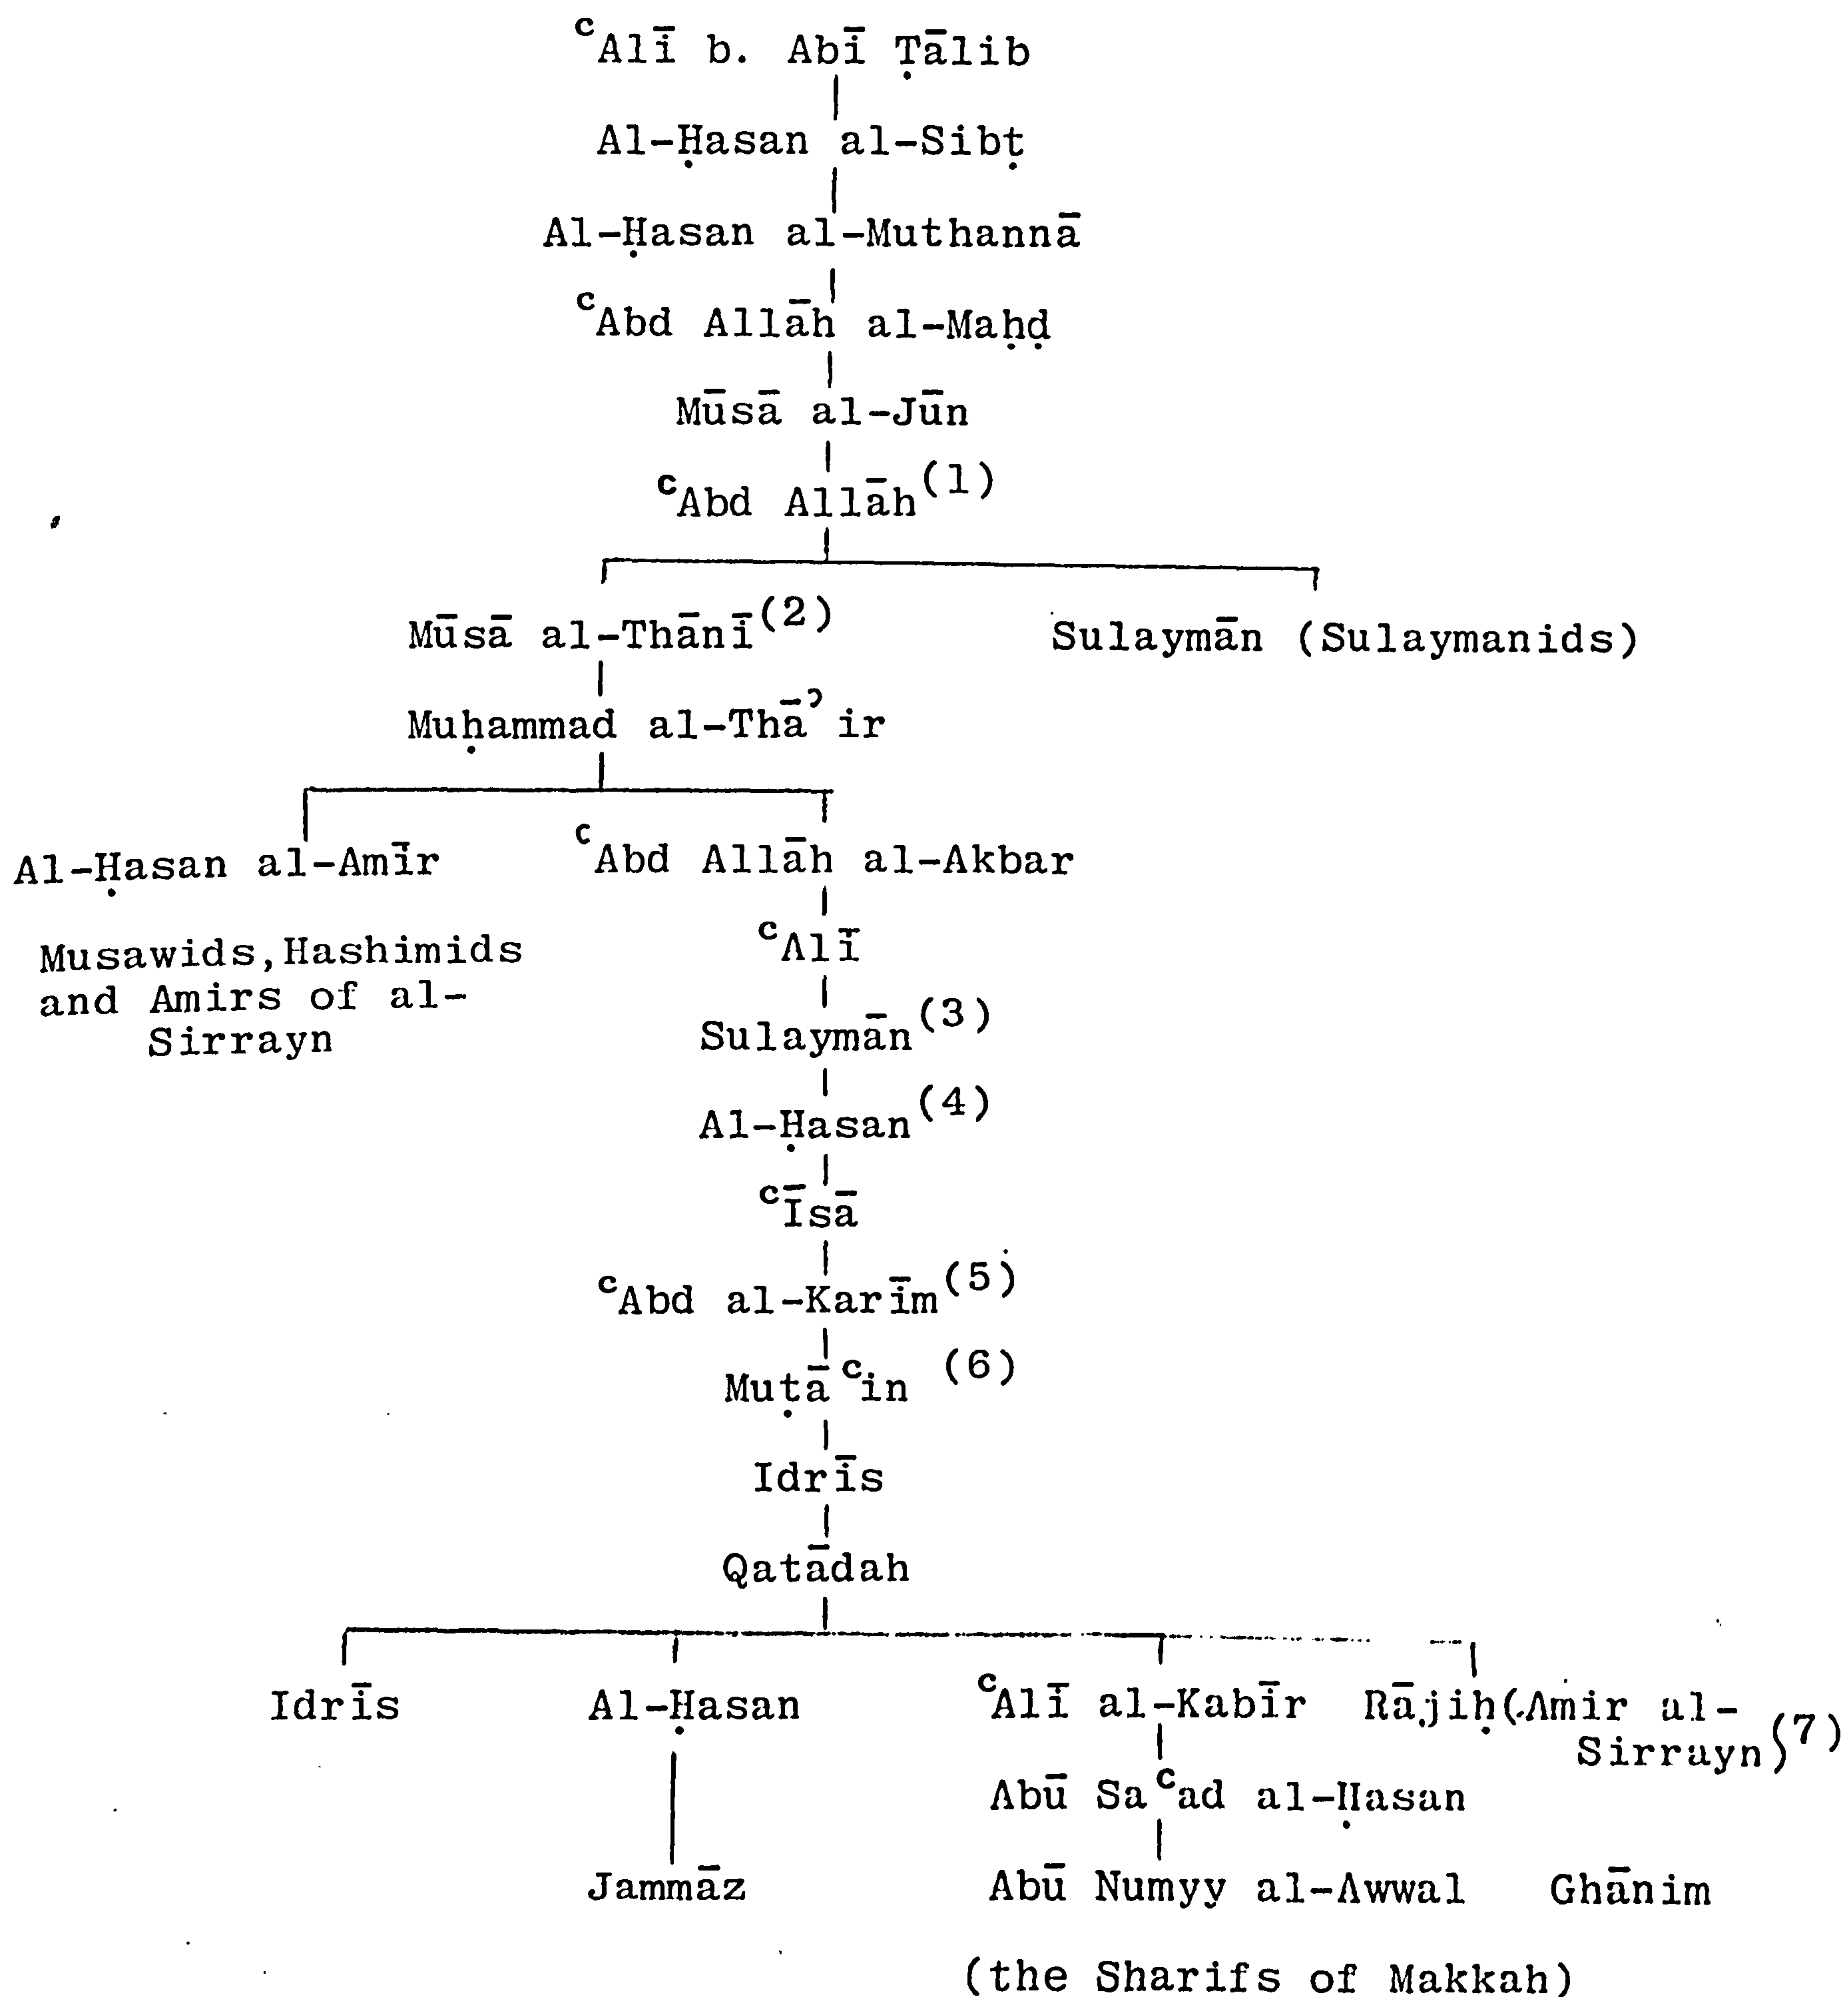 ᶜAlī b. Abī Ṭālib
Al-Ḥasan al-Sibṭ
Al-Ḥasan al-Muthannā
ᶜAbd Allāh al-Maḥḍ
Mūsā al-Jūn
ᶜAbd Allāh(1)
Mūsā al-Thānī(2) Sulaymān (Sulaymanids)
Muḥammad al-Thāʾir
Al-Ḥasan al-Amīr ᶜAbd Allāh al-Akbar
Musawids, Hashimids
and Amirs of al-
Sirrayn
ᶜAlī
Sulaymān(3)
Al-Ḥasan(4)
ᶜĪsā
ᶜAbd al-Karīm(5)
Muṭāᶜin (6)
Idrīs
Qatādah
Idrīs Al-Ḥasan ᶜAlī al-Kabīr Rājiḥ(Amir al-
Sirrayn)(7)
Abū Saᶜad al-Ḥasan
Jammāz Abū Numyy al-Awwal Ghānim
(the Sharifs of Makkah)